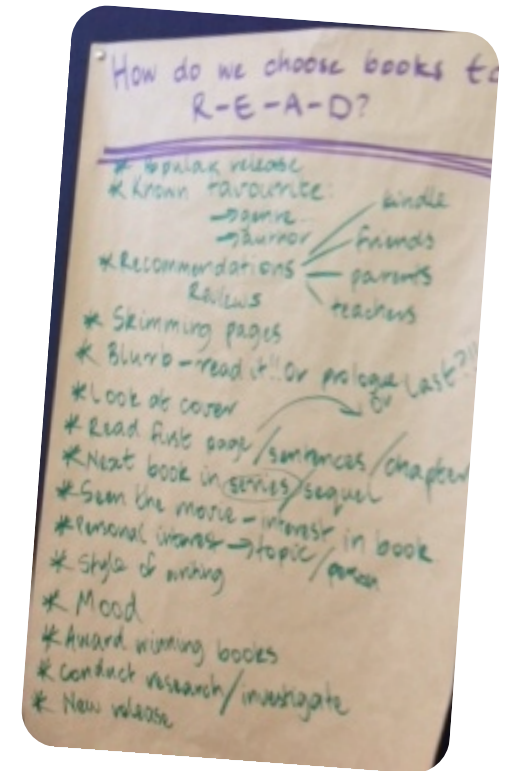 How do we choose books to
R-E-A-D?
* Popular release
* Known favourite:
→ genre
→ author
* Recommendations
Reviews
kindle
friends
parents
teachers
* Skimming pages
* Blurb - read it!! Or prologue
or Last?!!
* Look at cover
* Read first page/sentences/chapter
* Next book in series/sequel
* Seen the movie - interest in book
* Personal interest → topic/person
* Style of writing
* Mood
* Award winning books
* Conduct research/investigate
* New release